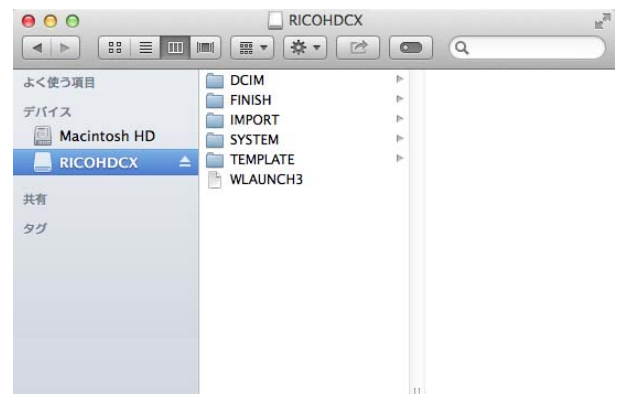 RICOHDCX
よく使う項目
デバイス
Macintosh HD
RICOHDCX
共有
タグ
DCIM
FINISH
IMPORT
SYSTEM
TEMPLATE
WLAUNCH3